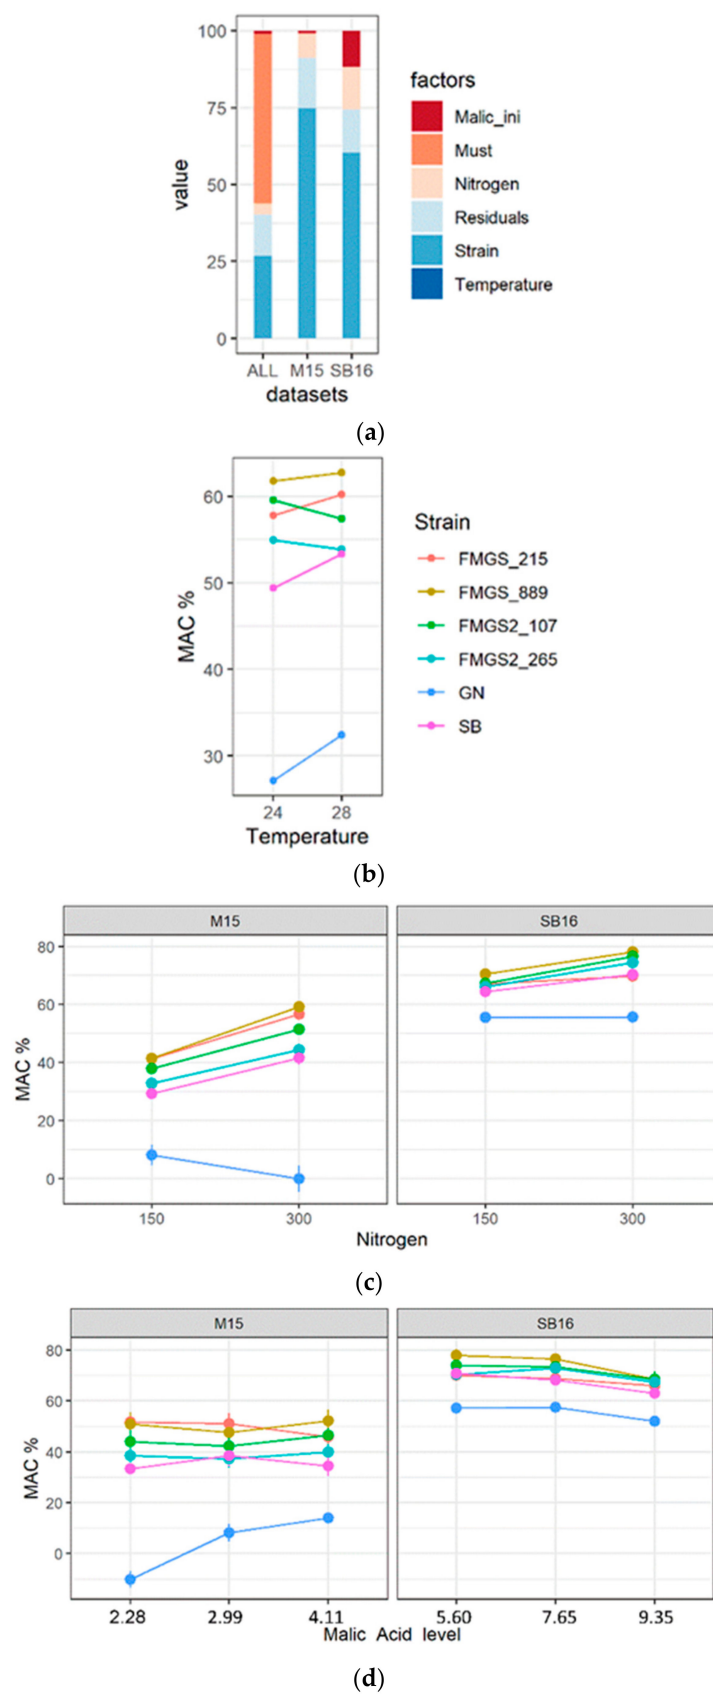 100
75
50
25
0
value
ALL M15 SB16
datasets
factors
Malic_ini
Must
Nitrogen
Residuals
Strain
Temperature
(a)
60
50
40
30
MAC %
24 28
Temperature
Strain
FMGS_215
FMGS_889
FMGS2_107
FMGS2_265
GN
SB
(b)
M15 SB16
80
60
40
20
0
MAC %
150 300 150 300
Nitrogen
(c)
M15 SB16
80
60
40
20
0
MAC %
2.28 2.99 4.11 5.60 7.65 9.35
Malic Acid level
(d)